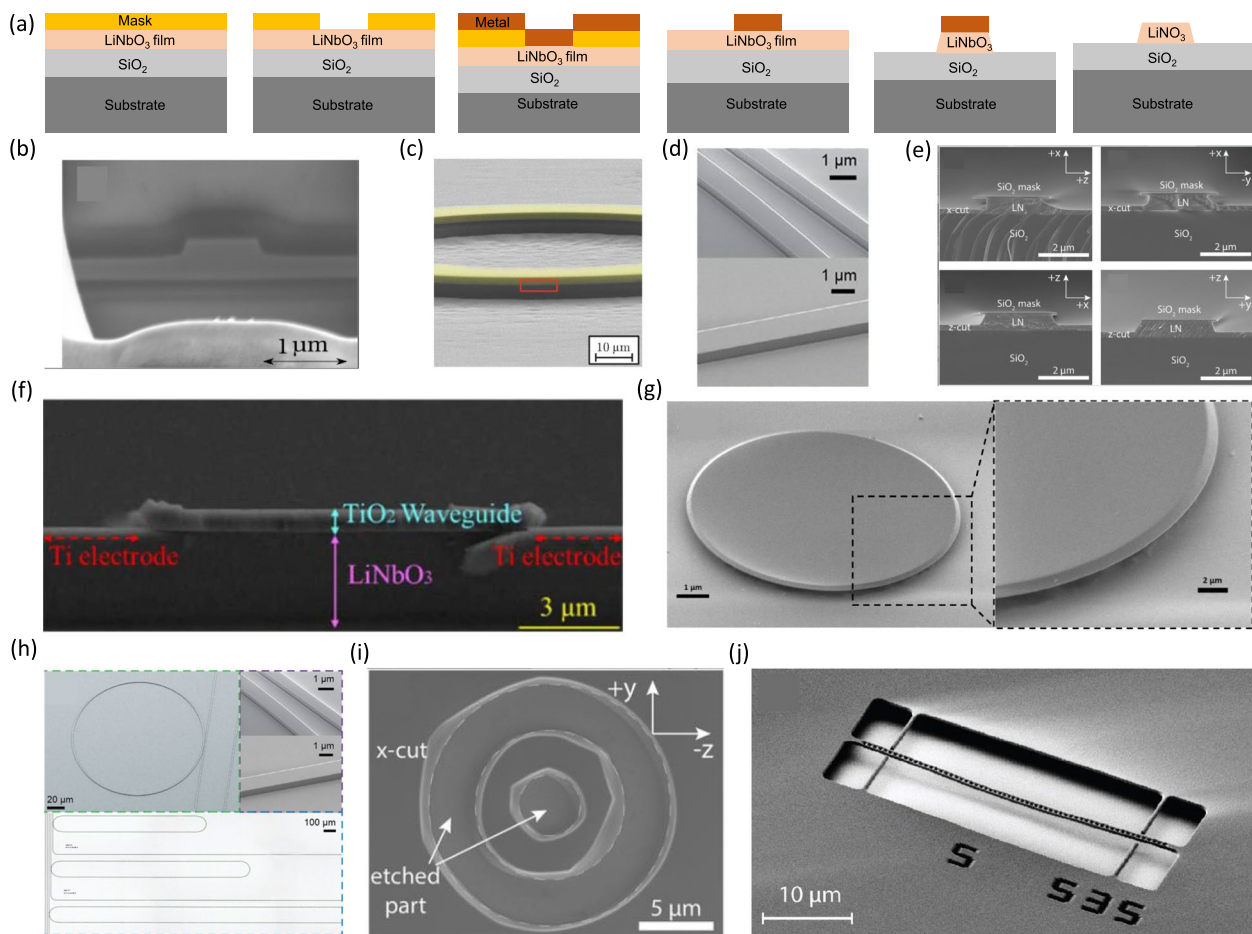 (a)
Mask
LiNbO3 film
SiO2
Substrate
LiNbO3 film
SiO2
Substrate
Metal
LiNbO3 film
SiO2
Substrate
LiNbO3 film
SiO2
Substrate
LiNbO3
SiO2
Substrate
LiNO3
SiO2
Substrate
(b)
1 µm
(c)
10 µm
(d)
1 µm
1 µm
(e)
+x
+z
SiO2 mask
LN
x-cut
SiO2
2 µm
+x
-y
SiO2 mask
x-cut
LN
SiO2
2 µm
+z
+x
SiO2 mask
z-cut
LN
SiO2
2 µm
+z
+y
SiO2 mask
z-cut
LN
SiO2
2 µm
(f)
TiO2 Waveguide
Ti electrode
Ti electrode
LiNbO3
3 µm
(g)
1 µm
2 µm
(h)
1 µm
1 µm
20 µm
100 µm
(i)
+y
-z
x-cut
etched
part
5 µm
(j)
S
S3S
10 µm